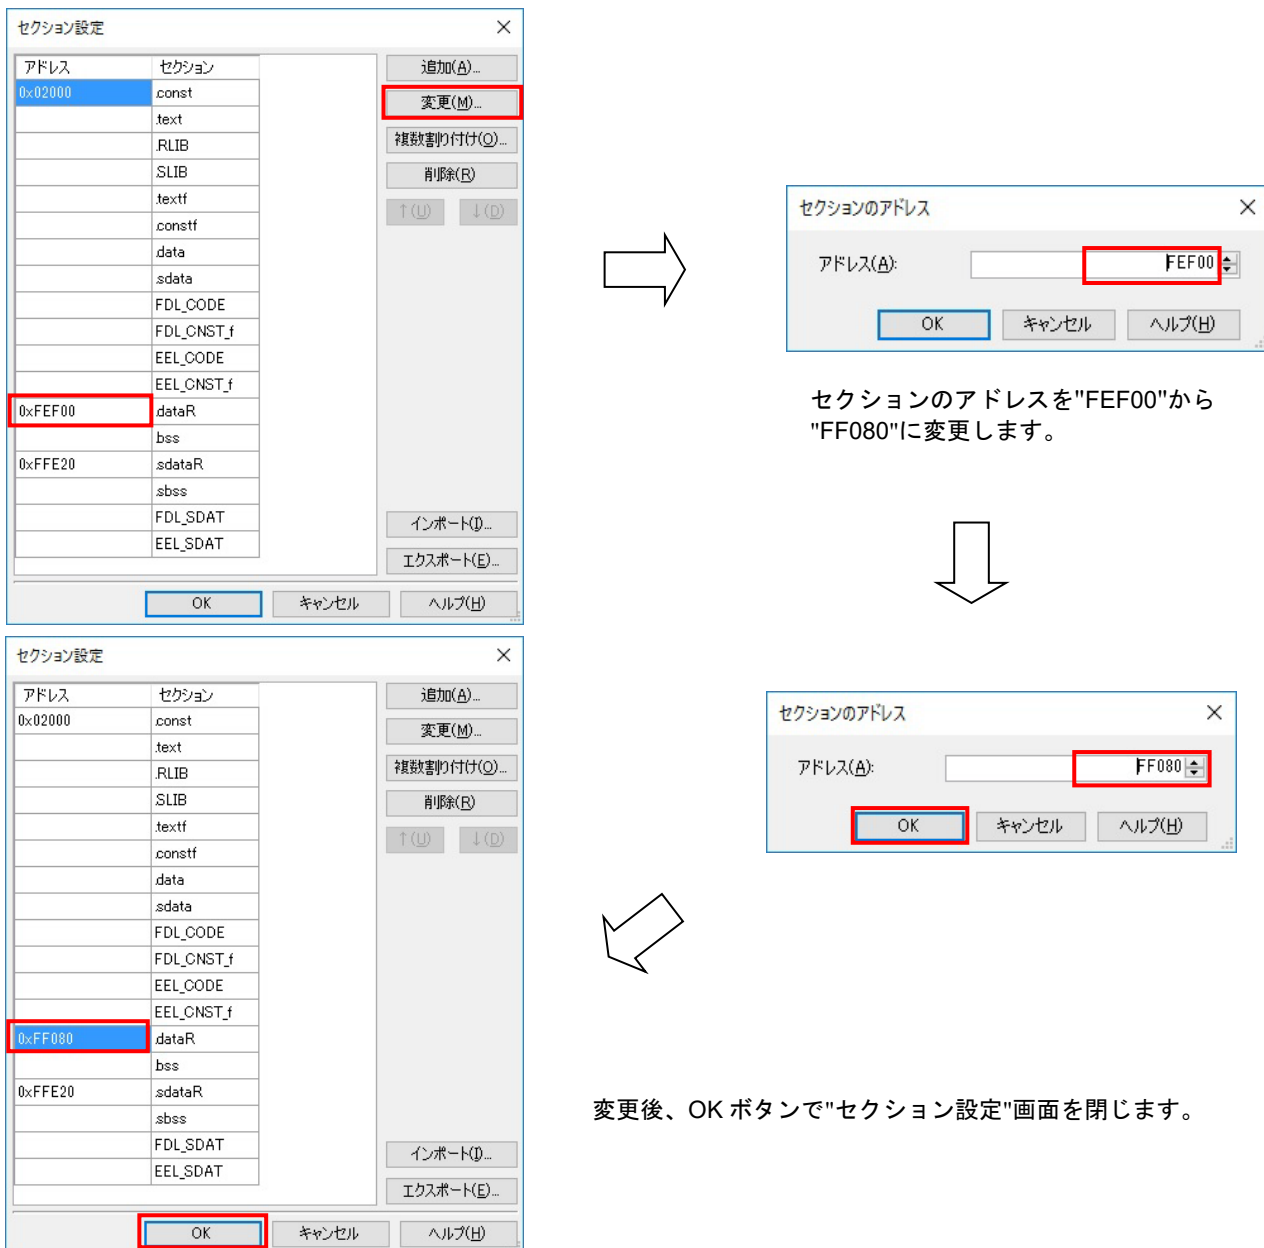 セクション設定
アドレス セクション
0x02000 .const
.text
.RLIB
.SLIB
.textf
.constf
.data
.sdata
FDL_CODE
FDL_CNST_f
EEL_CODE
EEL_CNST_f
0xFEF00 .dataR
.bss
0xFFE20 .sdataR
.sbss
FDL_SDAT
EEL_SDAT
追加(A)...
変更(M)...
複数割り付け(O)...
削除(R)
↑(U) ↓(D)
インポート(I)...
エクスポート(E)...
OK キャンセル ヘルプ(H)
セクションのアドレス
アドレス(A): FEF00
OK キャンセル ヘルプ(H)
セクションのアドレスを"FEF00"から
"FF080"に変更します。
セクションのアドレス
アドレス(A): FF080
OK キャンセル ヘルプ(H)
セクション設定
アドレス セクション
0x02000 .const
.text
.RLIB
.SLIB
.textf
.constf
.data
.sdata
FDL_CODE
FDL_CNST_f
EEL_CODE
EEL_CNST_f
0xFF080 .dataR
.bss
0xFFE20 .sdataR
.sbss
FDL_SDAT
EEL_SDAT
追加(A)...
変更(M)...
複数割り付け(O)...
削除(R)
↑(U) ↓(D)
インポート(I)...
エクスポート(E)...
OK キャンセル ヘルプ(H)
変更後、OK ボタンで"セクション設定"画面を閉じます。